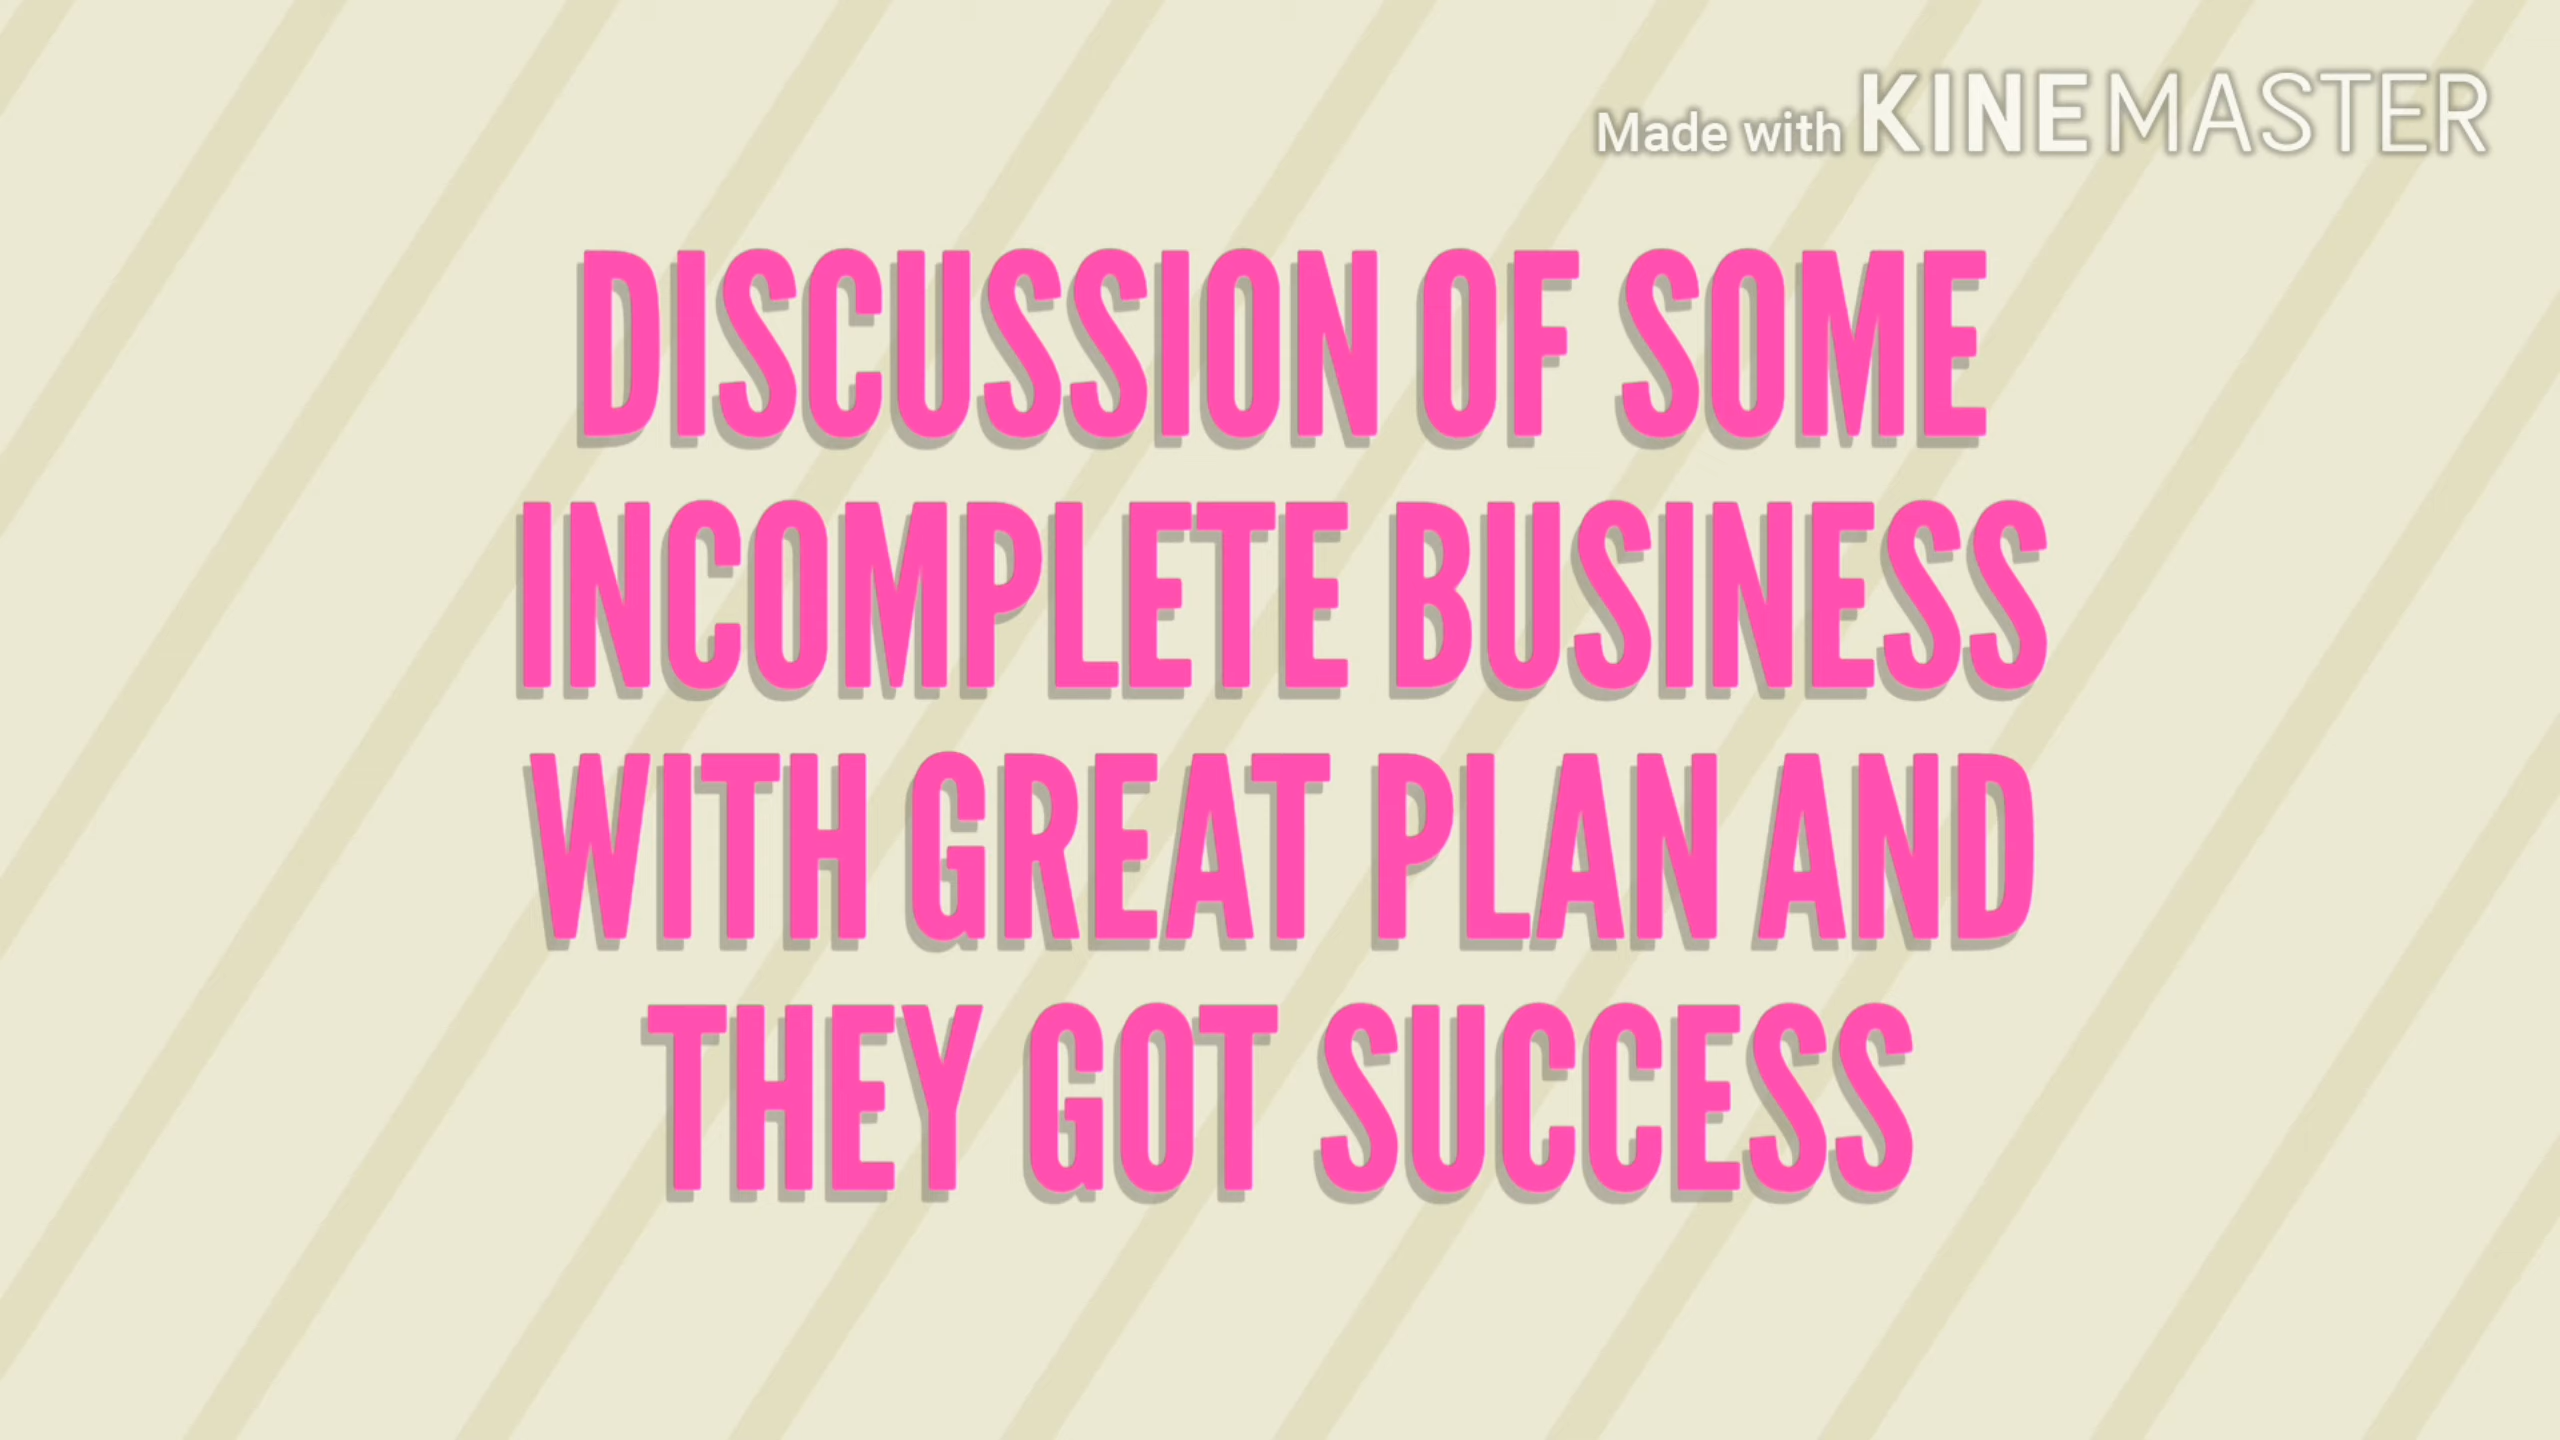 Made with KINEMASTER
DISCUSSION OF SOME
INCOMPLETE BUSINESS
WITH GREAT PLAN AND
THEY GOT SUCCESS